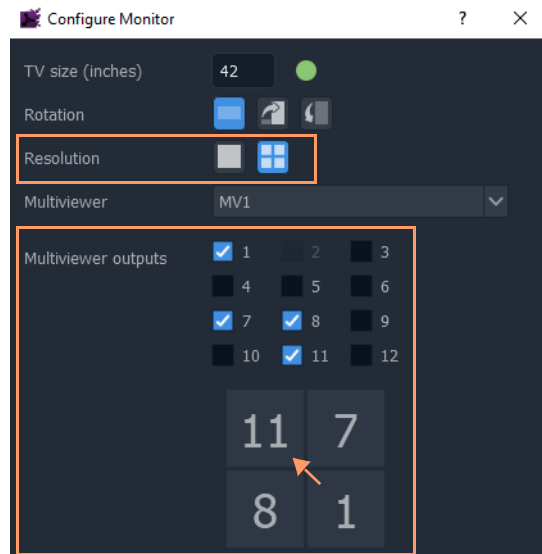 Configure Monitor ?
TV size (inches) 42
Rotation
Resolution
Multiviewer MV1
Multiviewer outputs 1 2 3
4 5 6
7 8 9
10 11 12
11 7
8 1